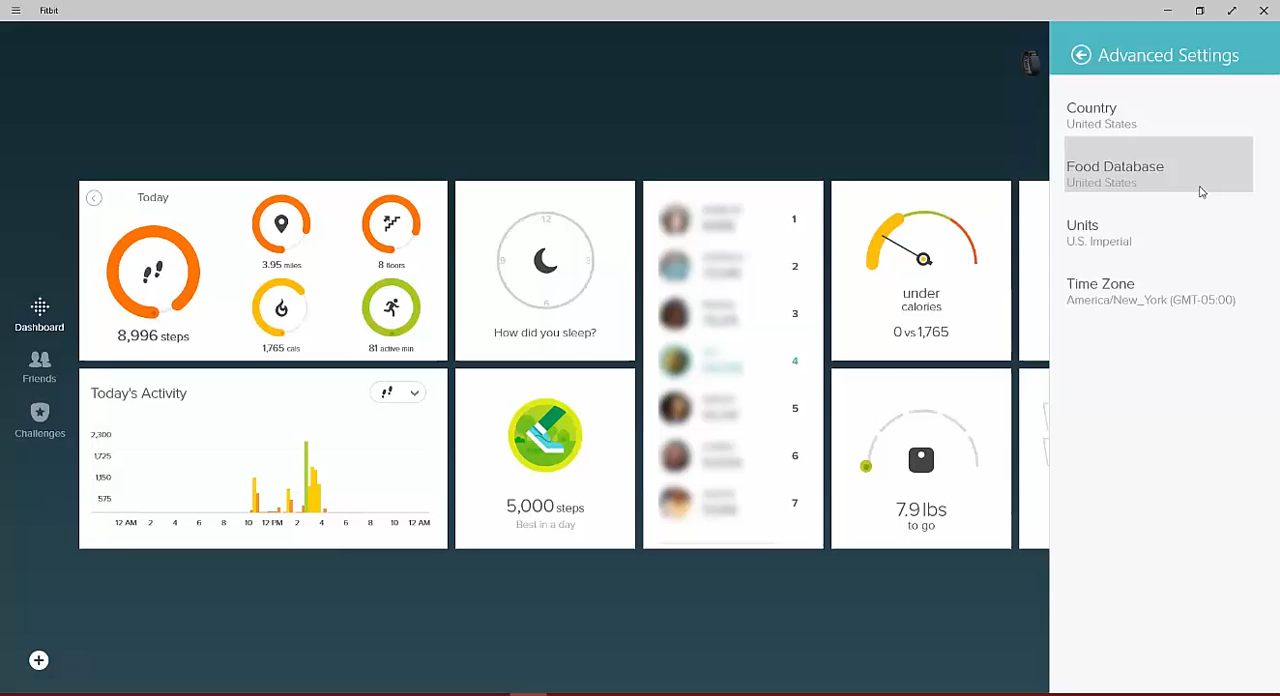 Fitbit
Advanced Settings
Country
United States
Food Database
United States
Units
U.S. Imperial
Time Zone
America/New_York (GMT-05:00)
Dashboard
Friends
Challenges
Today
8,996 steps
3.95 miles
8 floors
1,765 cals
81 active min
12
3
6
9
How did you sleep?
1
2
3
4
5
6
7
under
calories
0 vs 1,765
Today's Activity
2,300
1,725
1,150
575
12 AM 2 4 6 8 10 12 PM 2 4 6 8 10 12 AM
5,000 steps
Best in a day
7.9 lbs
to go